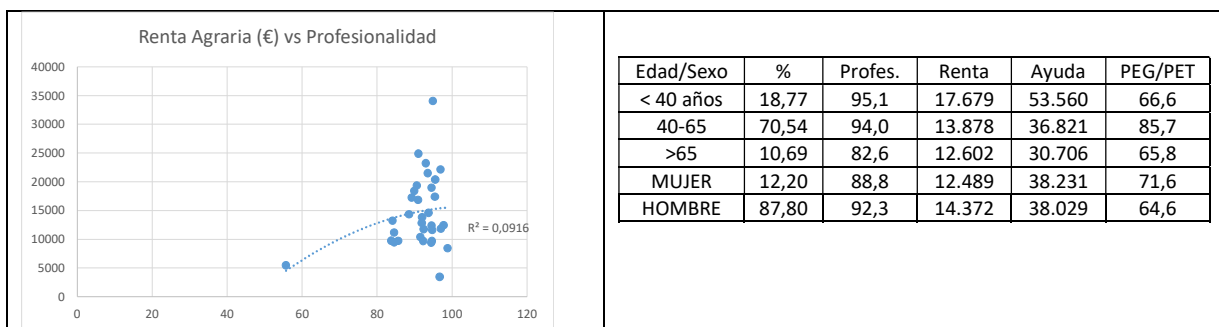 Renta Agraria (€) vs Profesionalidad
40000
35000
30000
25000
20000
15000
10000
5000
0
R² = 0,0916
0 20 40 60 80 100 120
Edad/Sexo % Profes. Renta Ayuda PEG/PET
< 40 años 18,77 95,1 17.679 53.560 66,6
40-65 70,54 94,0 13.878 36.821 85,7
>65 10,69 82,6 12.602 30.706 65,8
MUJER 12,20 88,8 12.489 38.231 71,6
HOMBRE 87,80 92,3 14.372 38.029 64,6